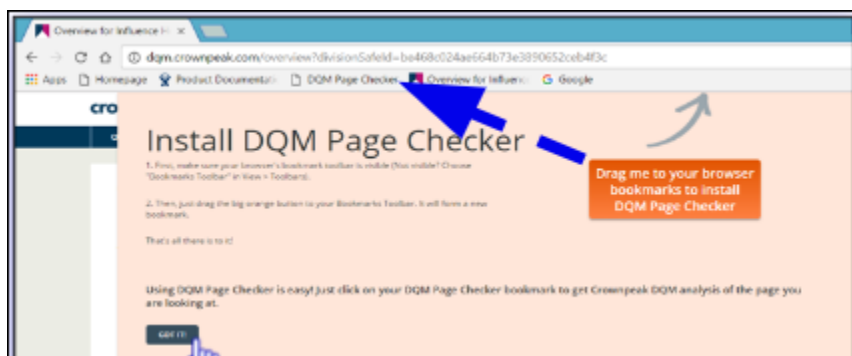 Overview for Influence H
dqm.crownpeak.com/overview?divisionSafeId=ba468c024ae664b73e3890652ceb4f3c
Apps Homepage Product Documentati DQM Page Checker Overview for Influenc Google
cro
Install DQM Page Checker
1. First, make sure your browser's bookmark toolbar is visible (Not visible? Choose
"Bookmarks Toolbar" in View > Toolbars).
Drag me to your browser
bookmarks to install
DQM Page Checker
2. Then, just drag the big orange button to your Bookmarks Toolbar. It will form a new
bookmark.
That's all there is to it!
Using DQM Page Checker is easy! Just click on your DQM Page Checker bookmark to get Crownpeak DQM analysis of the page you
are looking at.
GOT IT!